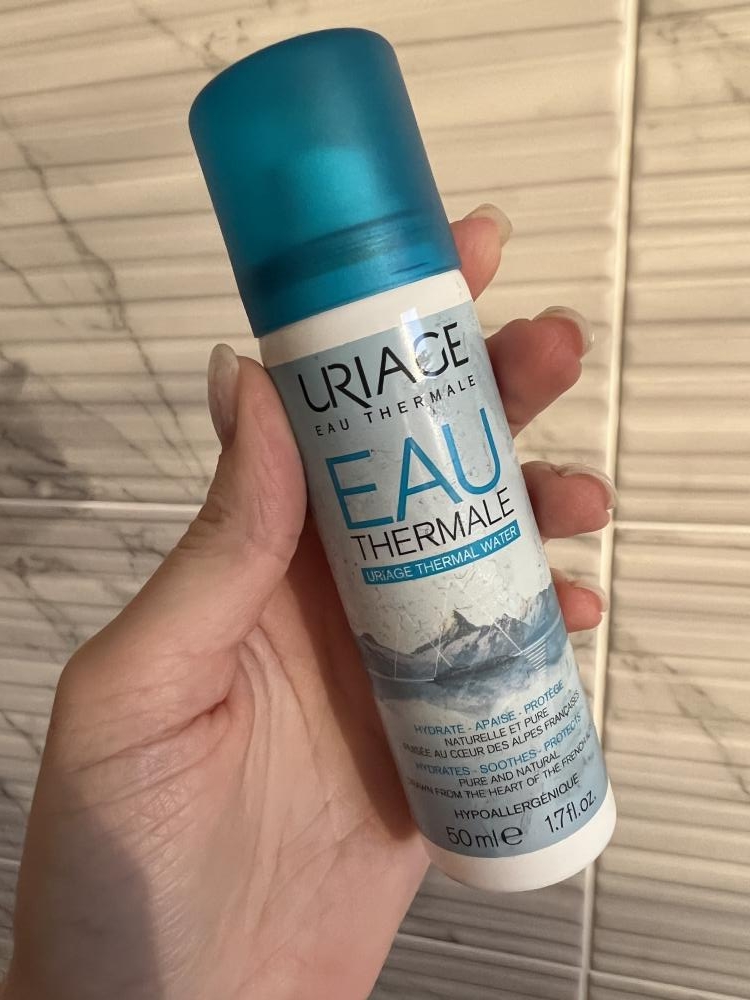 URIAGE
EAU THERMALE
EAU
THERMALE
URIAGE THERMAL WATER
HYDRATE - APAISE - PROTÈGE
NATURELLE ET PURE
PUISÉE AU CŒUR DES ALPES FRANÇAISES
HYDRATES - SOOTHES - PROTECTS
PURE AND NATURAL
DRAWN FROM THE HEART OF THE FRENCH
HYPOALLERGÉNIQUE
50 ml e 1.7 fl.oz.